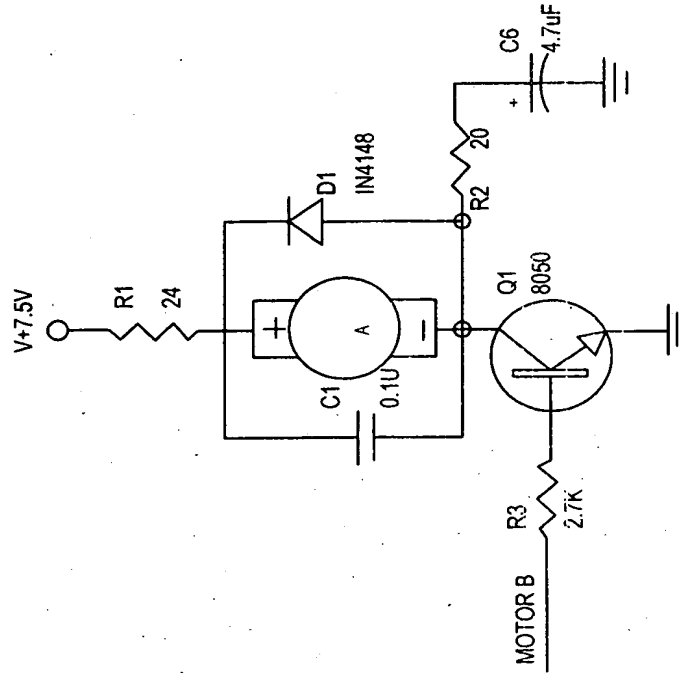 V+7.5V
R1
24
+
A
-
C1
0.1U
D1
IN4148
R2
20
+
C6
4.7uF
Q1
8050
R3
2.7K
MOTOR B